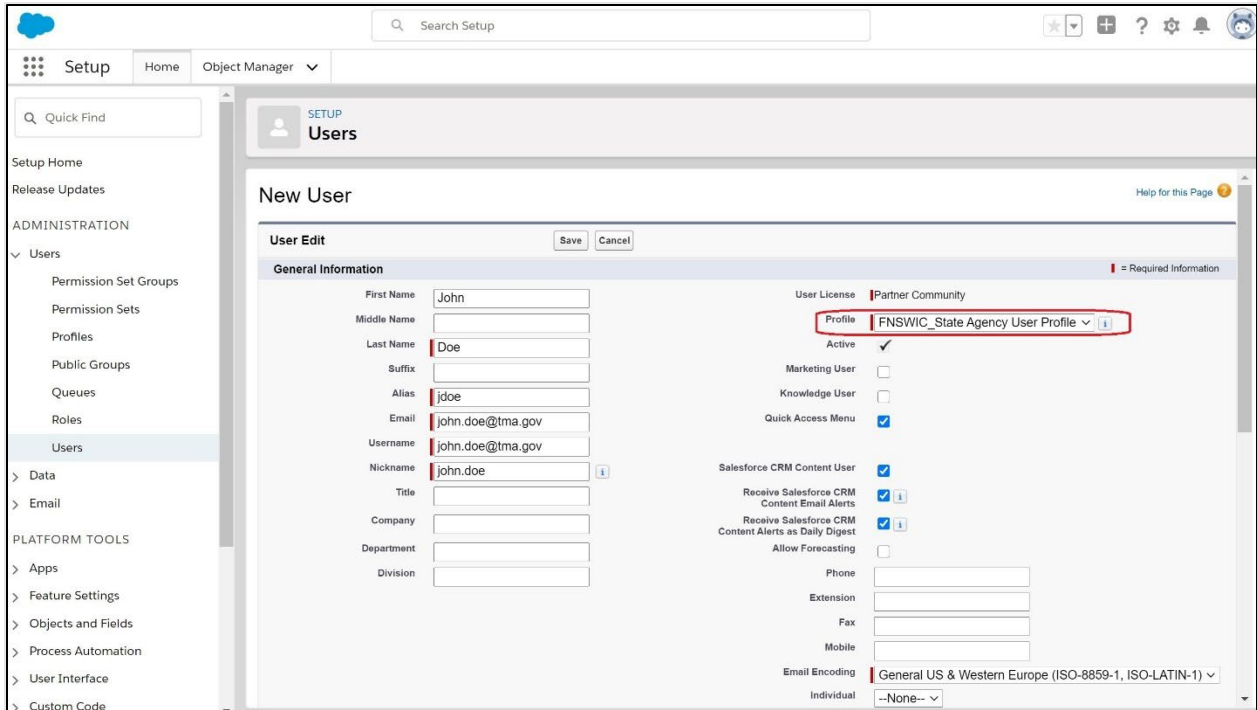 Search Setup
Setup
Home
Object Manager
Quick Find
Setup Home
Release Updates
ADMINISTRATION
Users
Permission Set Groups
Permission Sets
Profiles
Public Groups
Queues
Roles
Users
Data
Email
PLATFORM TOOLS
Apps
Feature Settings
Objects and Fields
Process Automation
User Interface
Custom Code
SETUP
Users
New User
Help for this Page
User Edit
Save
Cancel
General Information
= Required Information
First Name John
Middle Name
Last Name Doe
Suffix
Alias jdoe
Email john.doe@tma.gov
Username john.doe@tma.gov
Nickname john.doe
Title
Company
Department
Division
User License Partner Community
Profile FNSWIC_State Agency User Profile
Active
Marketing User
Knowledge User
Quick Access Menu
Salesforce CRM Content User
Receive Salesforce CRM
Content Email Alerts
Receive Salesforce CRM
Content Alerts as Daily Digest
Allow Forecasting
Phone
Extension
Fax
Mobile
Email Encoding General US & Western Europe (ISO-8859-1, ISO-LATIN-1)
Individual --None--